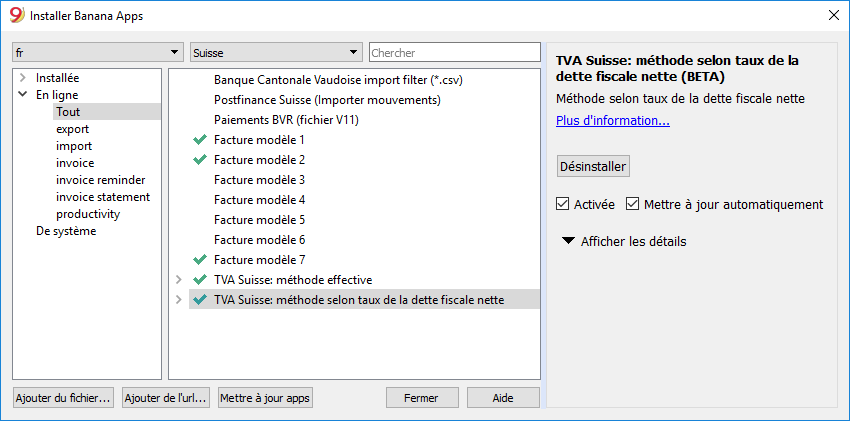 Installer Banana Apps
fr
Suisse
Chercher
Installée
En ligne
Tout
export
import
invoice
invoice reminder
invoice statement
productivity
De système
Banque Cantonale Vaudoise import filter (*.csv)
Postfinance Suisse (Importer mouvements)
Paiements BVR (fichier V11)
Facture modèle 1
Facture modèle 2
Facture modèle 3
Facture modèle 4
Facture modèle 5
Facture modèle 6
Facture modèle 7
TVA Suisse: méthode effective
TVA Suisse: méthode selon taux de la dette fiscale nette
TVA Suisse: méthode selon taux de la
dette fiscale nette (BETA)
Méthode selon taux de la dette fiscale nette
Plus d'information...
Désinstaller
Activée
Mettre à jour automatiquement
Afficher les détails
Ajouter du fichier...
Ajouter de l'url...
Mettre à jour apps
Fermer
Aide